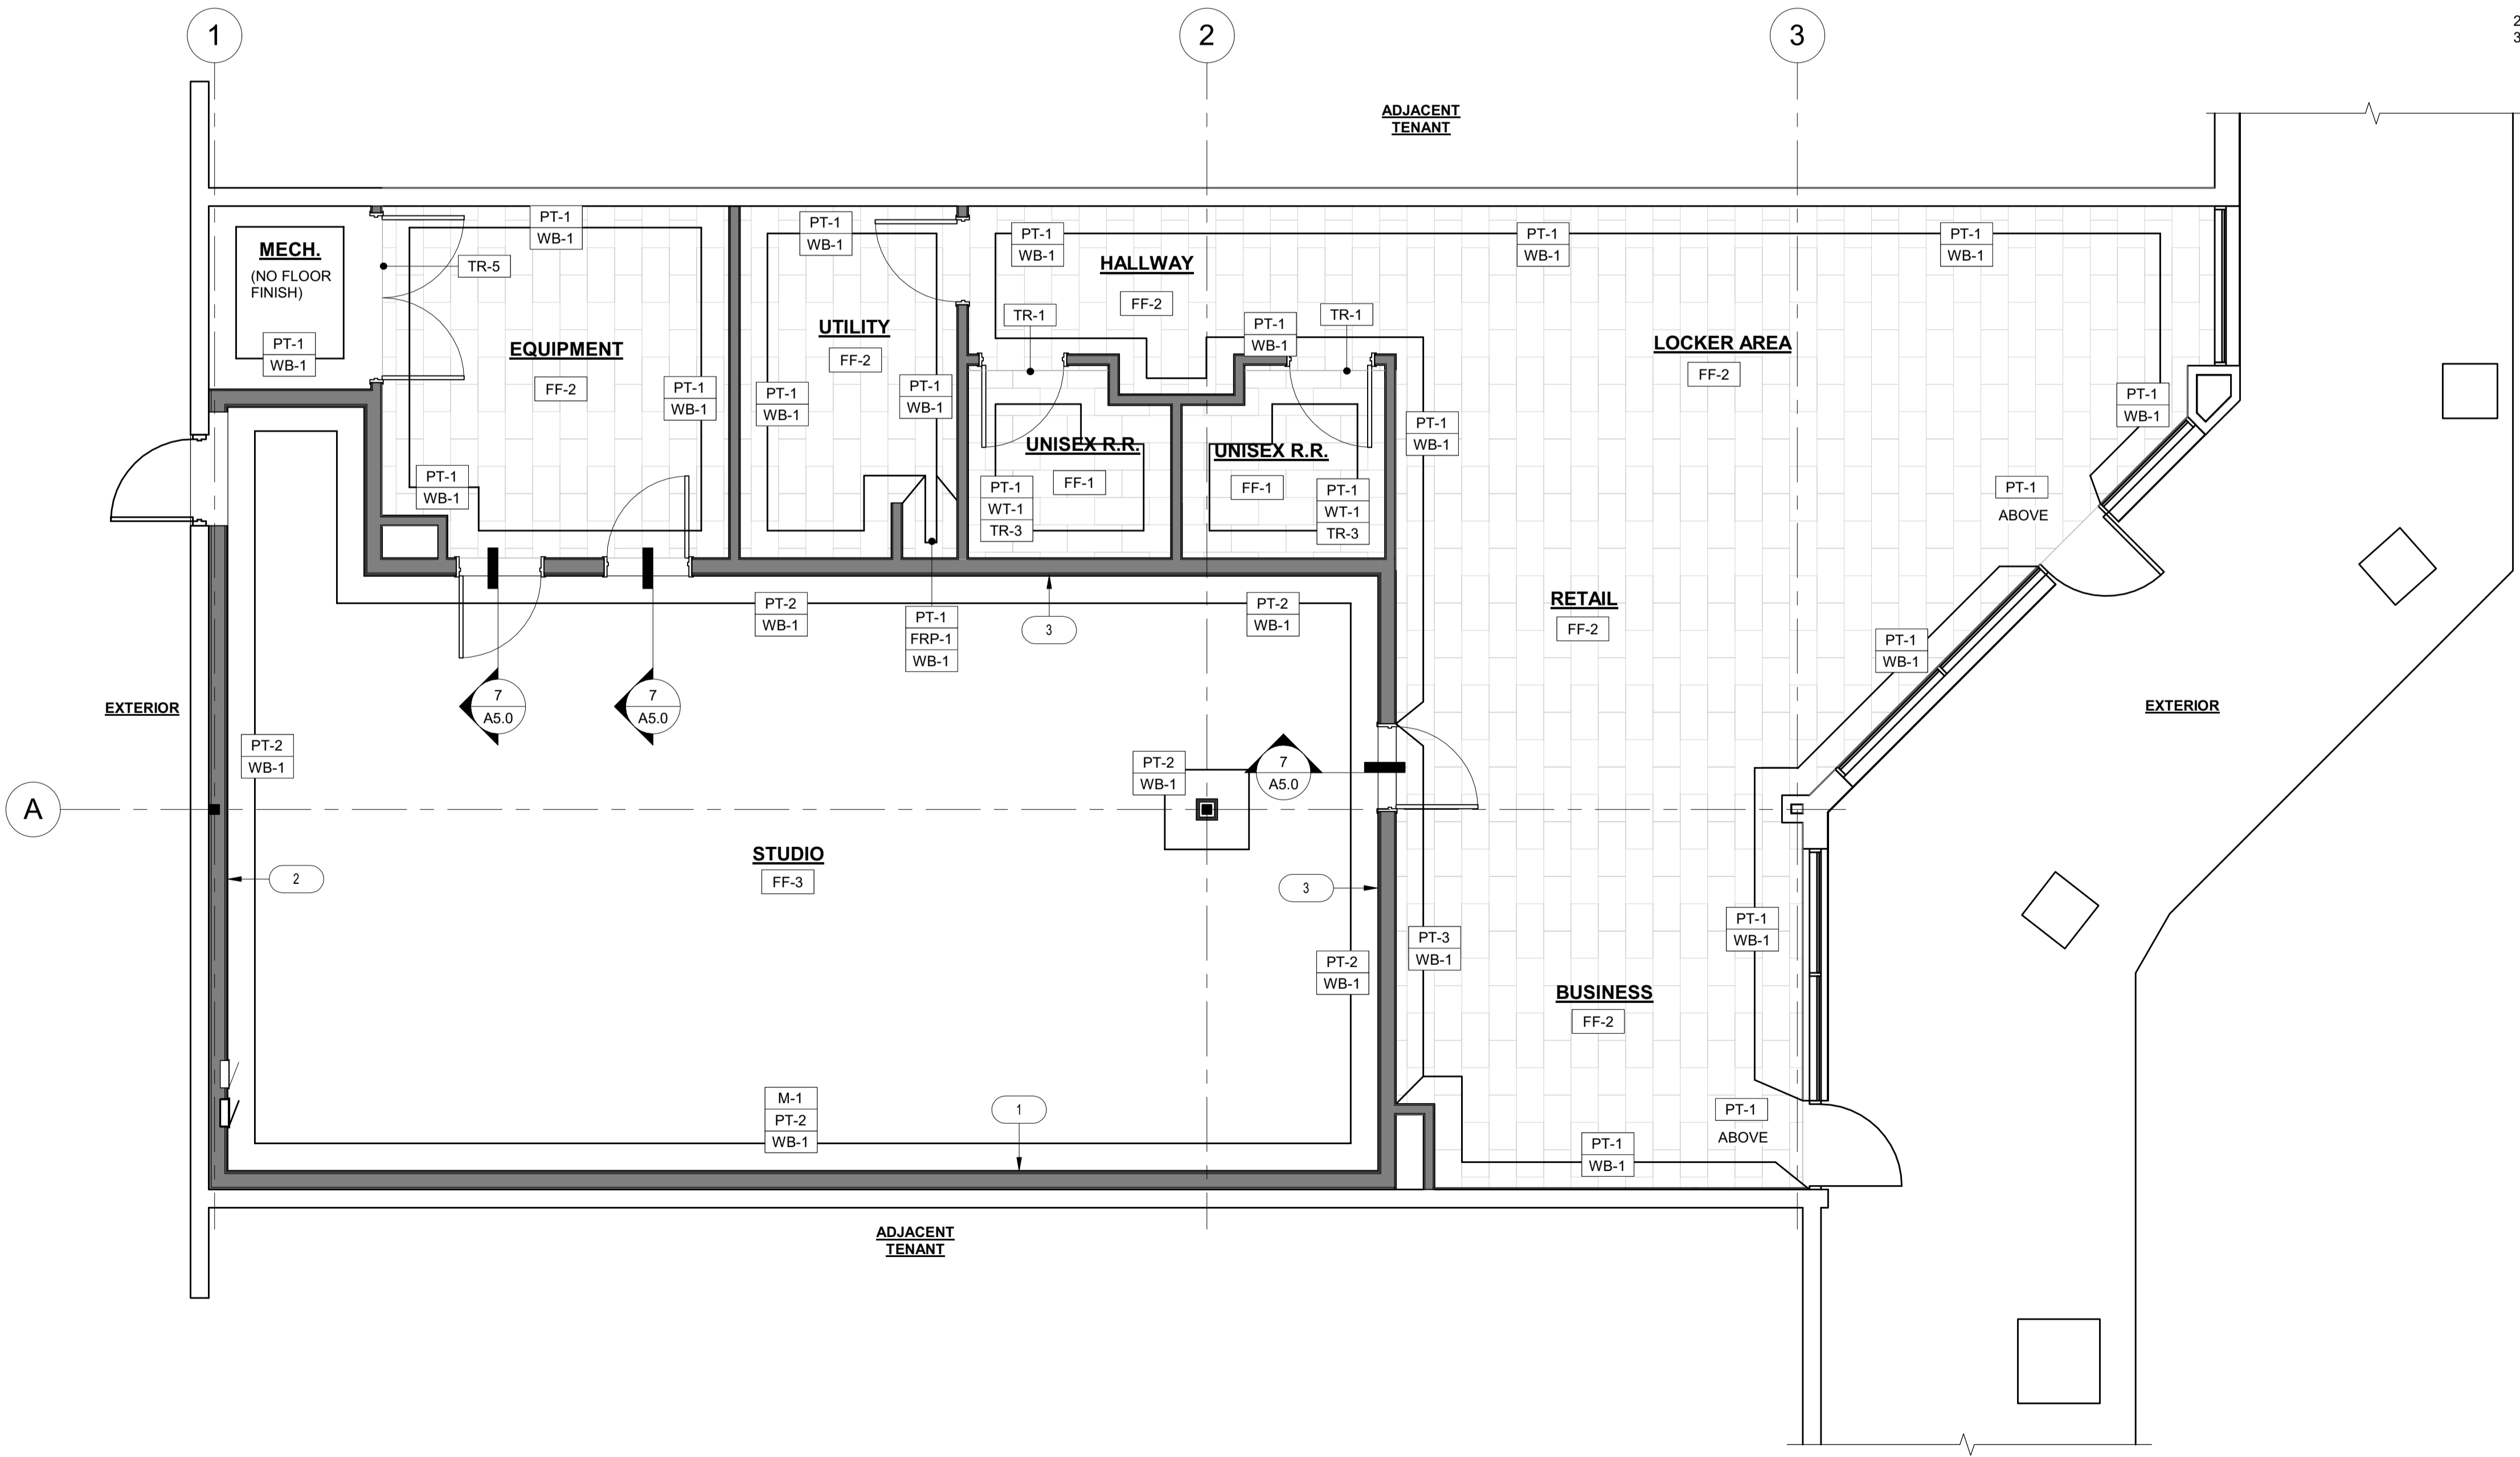 1
2
3
2
3
ADJACENT
TENANT
MECH.
(NO FLOOR
FINISH)
PT-1
WB-1
TR-5
PT-1
WB-1
EQUIPMENT
FF-2
PT-1
WB-1
PT-1
WB-1
PT-1
WB-1
UTILITY
FF-2
PT-1
WB-1
PT-1
WB-1
PT-1
WB-1
HALLWAY
FF-2
TR-1
PT-1
WB-1
TR-1
PT-1
WB-1
PT-1
WB-1
LOCKER AREA
FF-2
PT-1
WB-1
UNISEX R.R.
FF-1
PT-1
WT-1
TR-3
UNISEX R.R.
FF-1
PT-1
WT-1
TR-3
PT-1
WB-1
PT-1
ABOVE
RETAIL
FF-2
PT-1
WB-1
PT-2
WB-1
PT-1
FRP-1
WB-1
3
PT-2
WB-1
7
A5.0
7
A5.0
EXTERIOR
EXTERIOR
PT-2
WB-1
PT-2
WB-1
7
A5.0
A
STUDIO
FF-3
2
3
PT-2
WB-1
PT-3
WB-1
PT-1
WB-1
BUSINESS
FF-2
M-1
PT-2
WB-1
1
PT-1
ABOVE
PT-1
WB-1
ADJACENT
TENANT